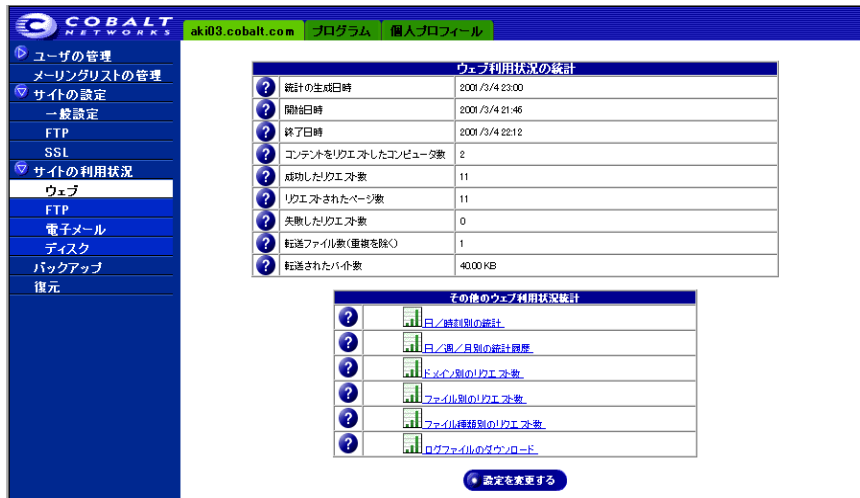 COBALT
NETWORKS
aki03.cobalt.com プログラム 個人プロフィール
ユーザの管理
メーリングリストの管理
サイトの設定
一般設定
FTP
SSL
サイトの利用状況
ウェブ
FTP
電子メール
ディスク
バックアップ
復元
ウェブ利用状況の統計
統計の生成日時 2001/3/4 23:00
開始日時 2001/3/4 21:46
終了日時 2001/3/4 22:12
コンテントをリクエストしたコンピュータ数 2
成功したリクエスト数 11
リクエストされたページ数 11
失敗したリクエスト数 0
転送ファイル数(重複を除く) 1
転送されたバイト数 40.00 KB
その他のウェブ利用状況統計
日/時刻別の統計
日/週/月別の統計履歴
ドメイン別のリクエスト数
ファイル別のリクエスト数
ファイル種類別のリクエスト数
ログファイルのダウンロード
設定を変更する